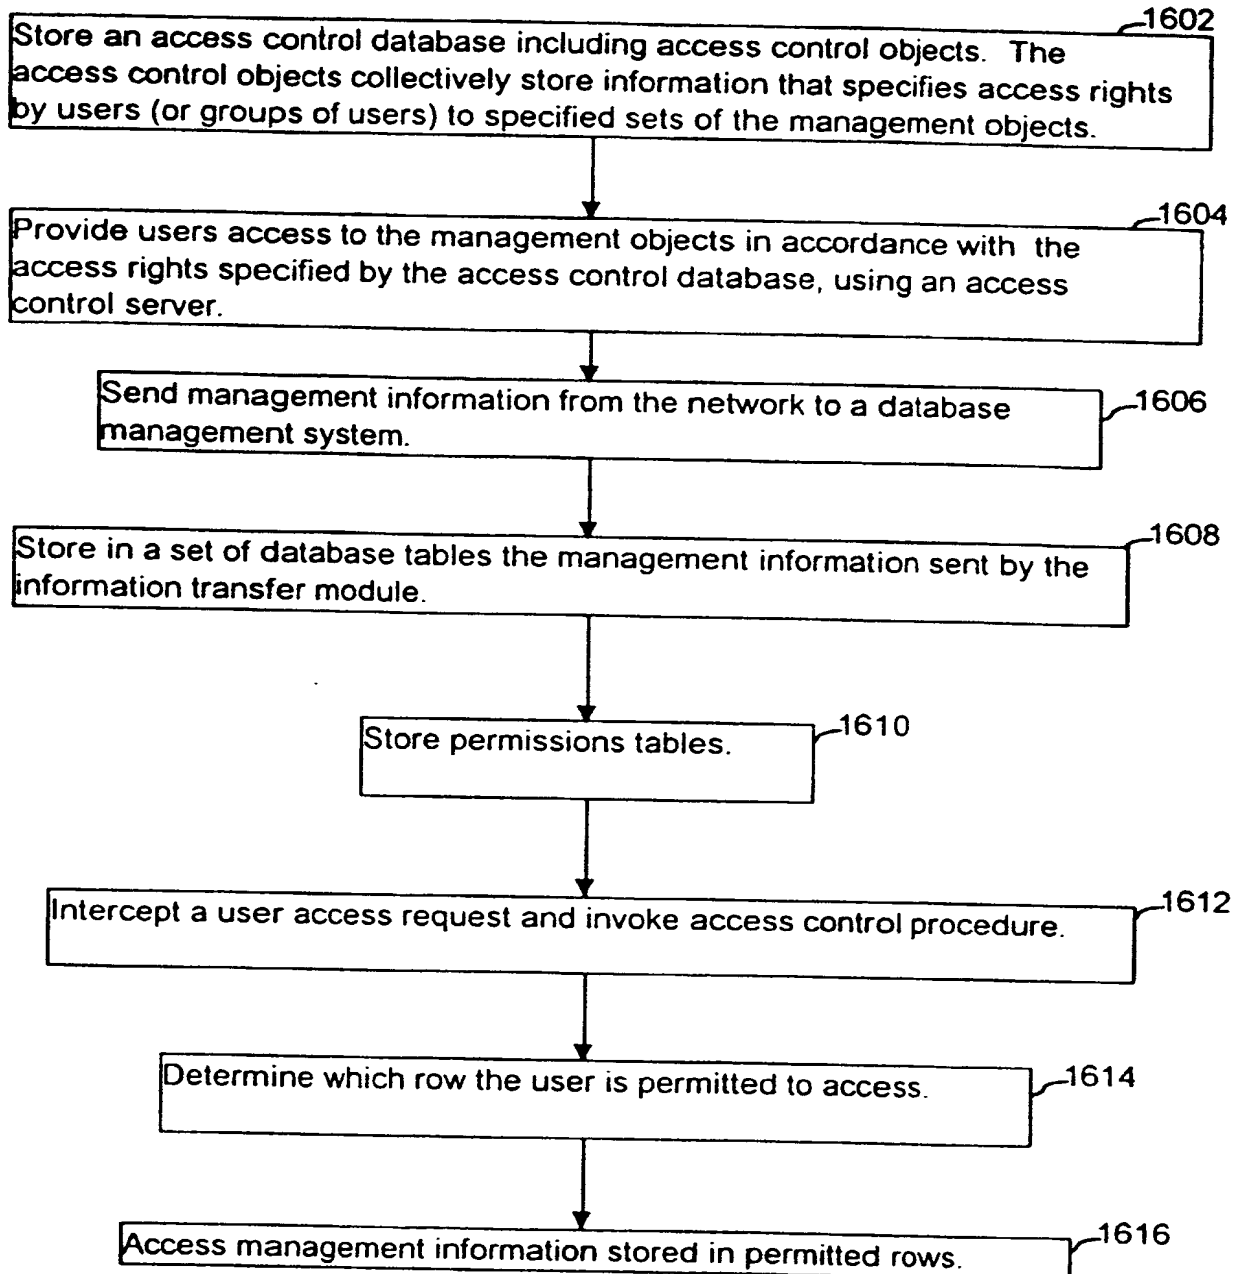 1602
Store an access control database including access control objects. The
access control objects collectively store information that specifies access rights
by users (or groups of users) to specified sets of the management objects.
1604
Provide users access to the management objects in accordance with the
access rights specified by the access control database, using an access
control server.
1606
Send management information from the network to a database
management system.
1608
Store in a set of database tables the management information sent by the
information transfer module.
1610
Store permissions tables.
1612
Intercept a user access request and invoke access control procedure.
1614
Determine which row the user is permitted to access.
1616
Access management information stored in permitted rows.